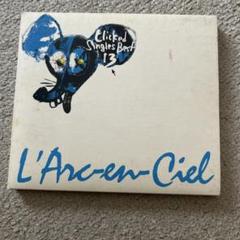 Clicked
Singles Best
13
L'Arc-en-Ciel